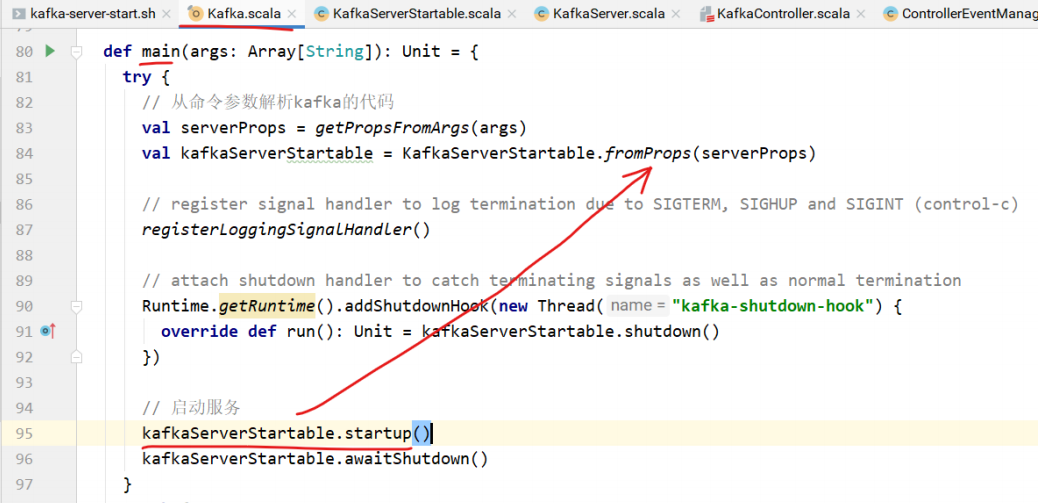 kafka-server-start.sh × Kafka.scala × KafkaServerStartable.scala × KafkaServer.scala × KafkaController.scala × ControllerEventManag
80 def main(args: Array[String]): Unit = {
81 try {
82 // 从命令参数解析kafka的代码
83 val serverProps = getPropsFromArgs(args)
84 val kafkaServerStartable = KafkaServerStartable.fromProps(serverProps)
85
86 // register signal handler to log termination due to SIGTERM, SIGHUP and SIGINT (control-c)
87 registerLoggingSignalHandler()
88
89 // attach shutdown handler to catch terminating signals as well as normal termination
90 Runtime.getRuntime().addShutdownHook(new Thread( name = "kafka-shutdown-hook") {
91 override def run(): Unit = kafkaServerStartable.shutdown()
92 })
93
94 // 启动服务
95 kafkaServerStartable.startup()
96 kafkaServerStartable.awaitShutdown()
97 }